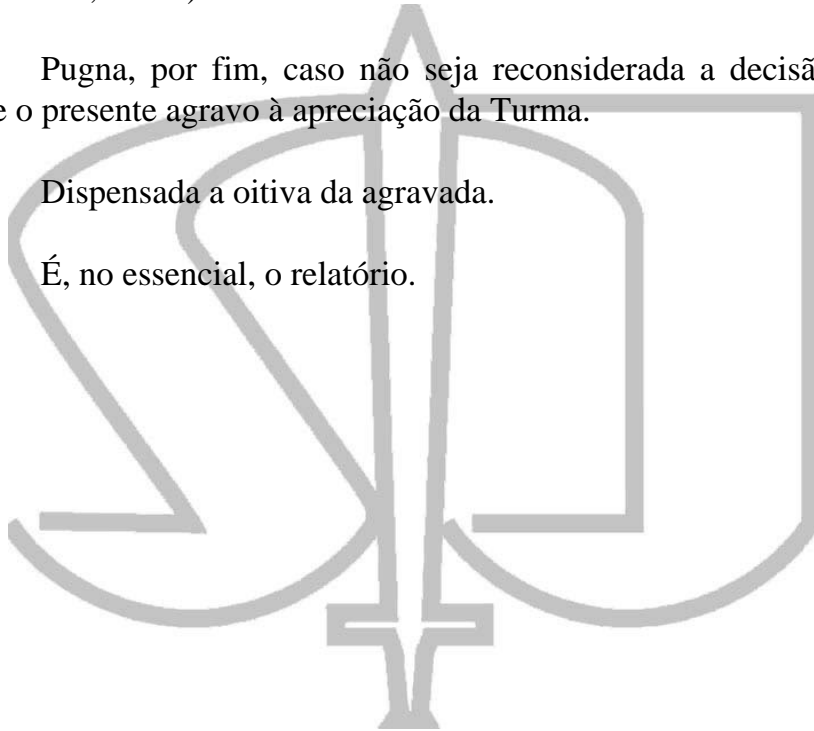 Pugna, por fim, caso não seja reconsiderada a decisã
e o presente agravo à apreciação da Turma.
Dispensada a oitiva da agravada.
É, no essencial, o relatório.